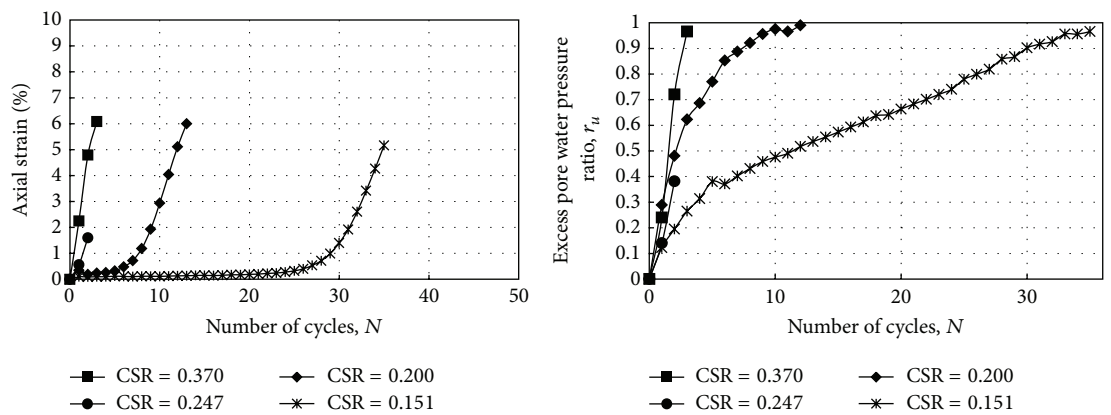 10
9
8
7
6
5
4
3
2
1
0
Axial strain (%)
0 10 20 30 40 50
Number of cycles, N
CSR = 0.370
CSR = 0.247
CSR = 0.200
CSR = 0.151
1
0.9
0.8
0.7
0.6
0.5
0.4
0.3
0.2
0.1
0
Excess pore water pressure
ratio, r_u
0 10 20 30
Number of cycles, N
CSR = 0.370
CSR = 0.247
CSR = 0.200
CSR = 0.151